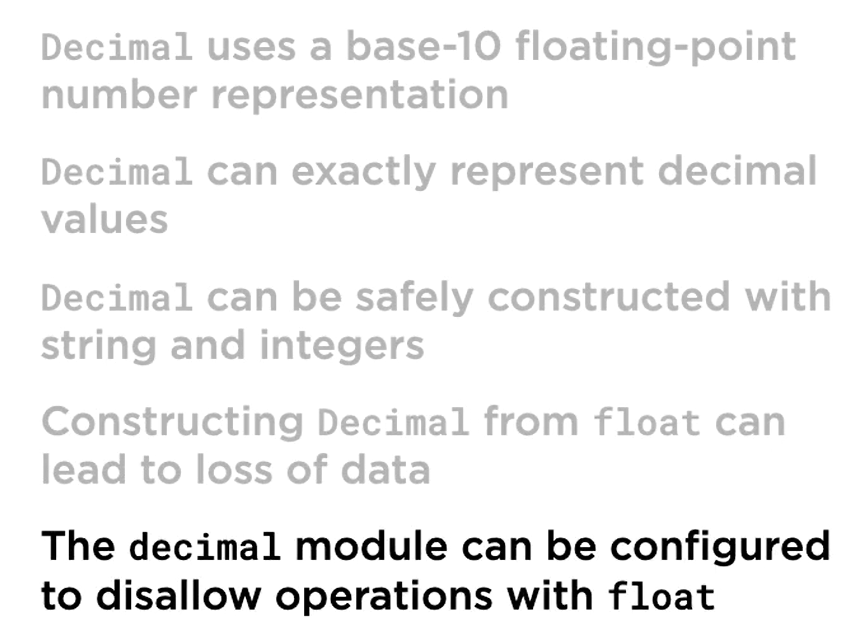 Decimal uses a base-10 floating-point
number representation
Decimal can exactly represent decimal
values
Decimal can be safely constructed with
string and integers
Constructing Decimal from float can
lead to loss of data
The decimal module can be configured
to disallow operations with float